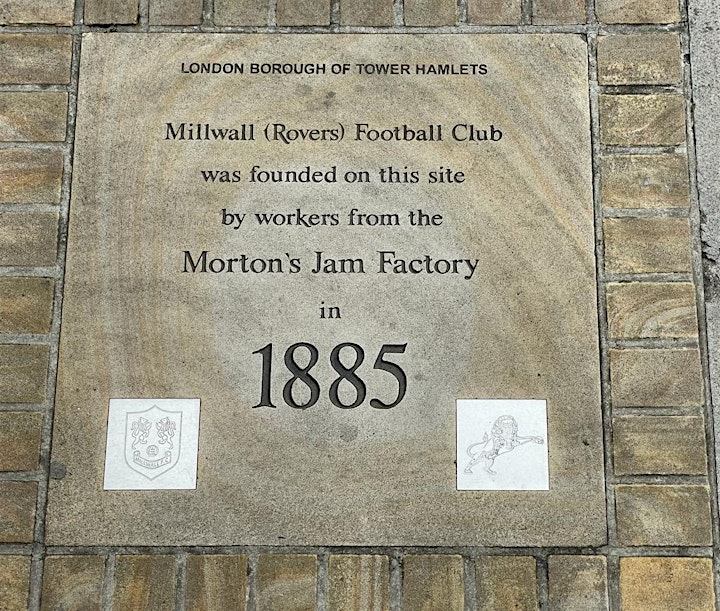 LONDON BOROUGH OF TOWER HAMLETS
Millwall (Rovers) Football Club
was founded on this site
by workers from the
Morton's Jam Factory
in
1885
MILLWALL F.C.